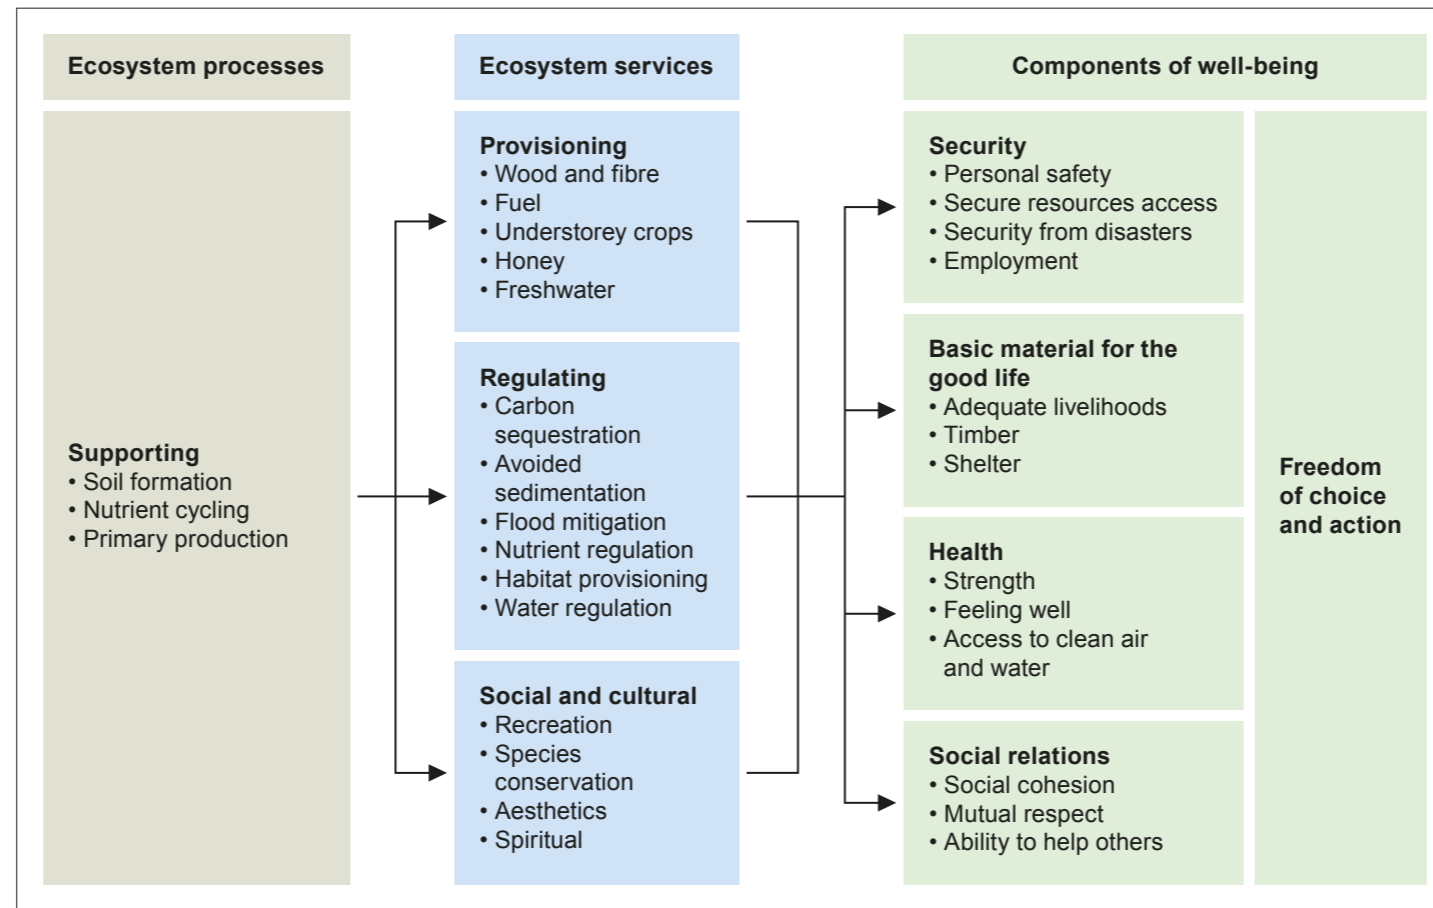 Ecosystem processes
Supporting
• Soil formation
• Nutrient cycling
• Primary production
Ecosystem services
Provisioning
• Wood and fibre
• Fuel
• Understorey crops
• Honey
• Freshwater
Regulating
• Carbon
sequestration
• Avoided
sedimentation
• Flood mitigation
• Nutrient regulation
• Habitat provisioning
• Water regulation
Social and cultural
• Recreation
• Species
conservation
• Aesthetics
• Spiritual
Components of well-being
Security
• Personal safety
• Secure resources access
• Security from disasters
• Employment
Basic material for the
good life
• Adequate livelihoods
• Timber
• Shelter
Health
• Strength
• Feeling well
• Access to clean air
and water
Social relations
• Social cohesion
• Mutual respect
• Ability to help others
Freedom
of choice
and action